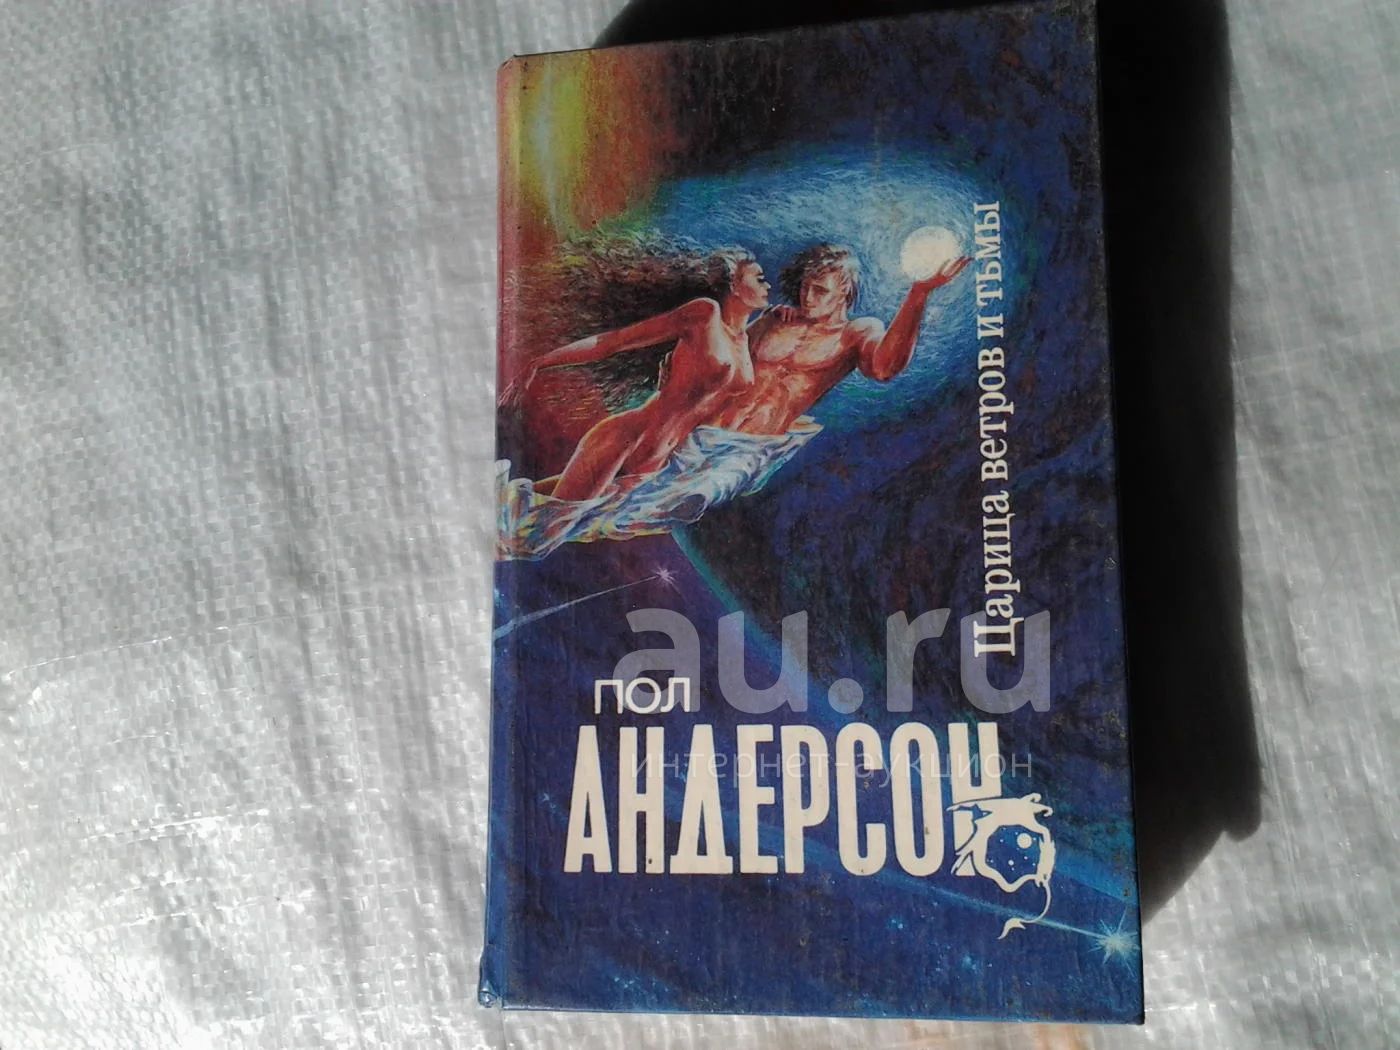 Царица ветров и тьмы
au.ru
ПОЛ
интернет-аукцион
АНДЕРСОН